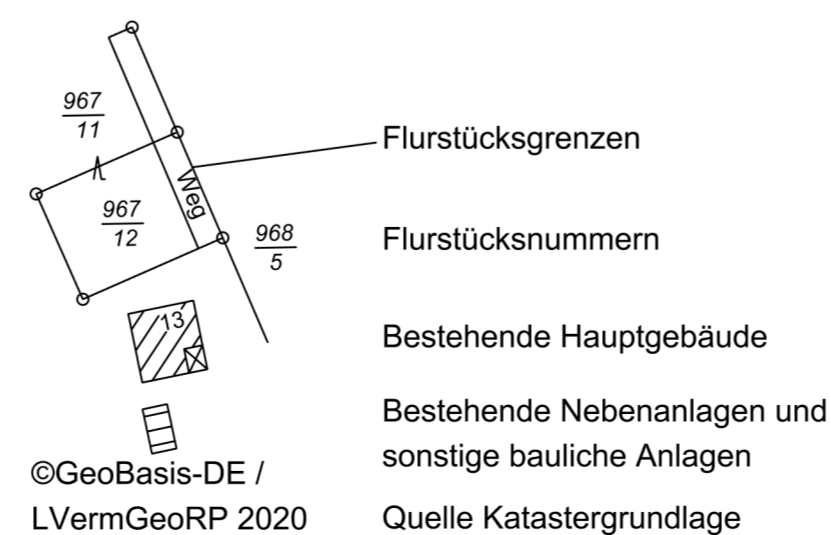 967
11
Flurstücksgrenzen
Weg
967
12
968
5
Flurstücksnummern
13
Bestehende Hauptgebäude
Bestehende Nebenanlagen und
sonstige bauliche Anlagen
©GeoBasis-DE /
LVermGeoRP 2020
Quelle Katastergrundlage